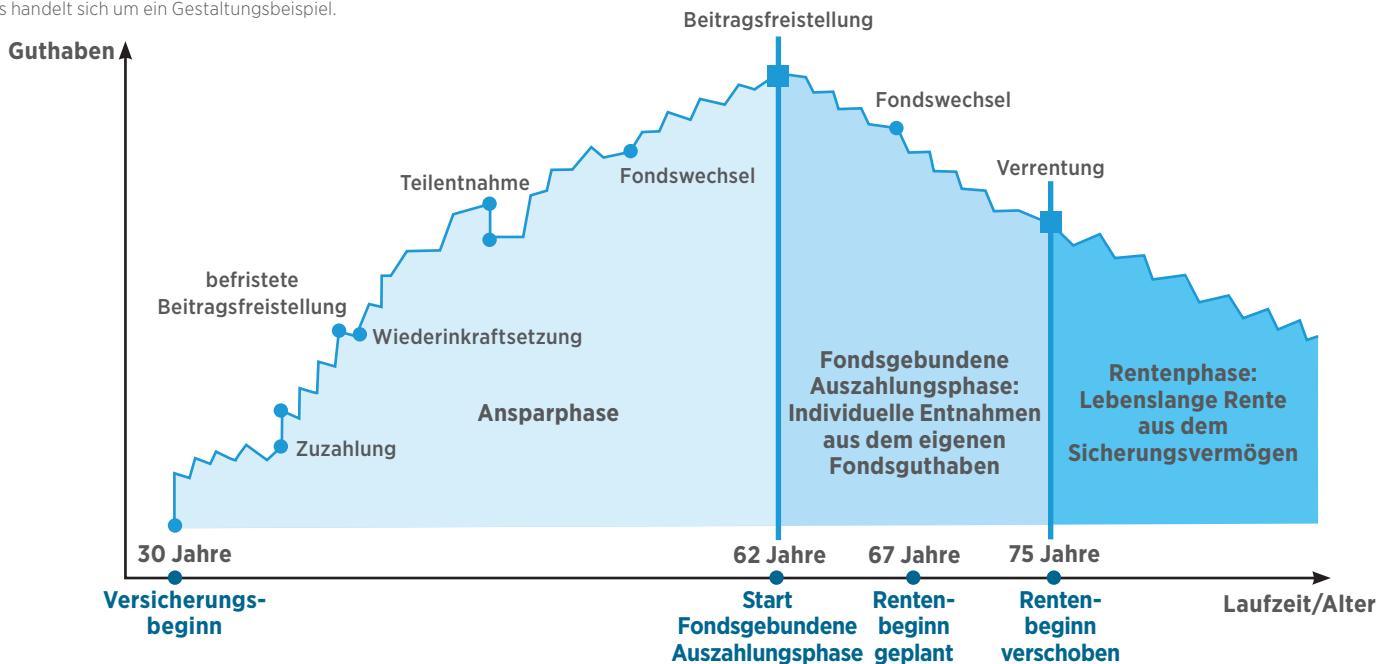 s handelt sich um ein Gestaltungsbeispiel.
Beitragsfreistellung
Guthaben
Fondswechsel
Verrentung
Teilentnahme
Fondswechsel
befristete
Beitragsfreistellung
Wiederinkraftsetzung
Ansparphase
Zuzahlung
Fondsgebundene
Auszahlungsphase:
Individuelle Entnahmen
aus dem eigenen
Fondsguthaben
Rentenphase:
Lebenslange Rente
aus dem
Sicherungsvermögen
30 Jahre
62 Jahre
67 Jahre
75 Jahre
Versicherungs-
beginn
Start
Fondsgebundene
Auszahlungsphase
Renten-
beginn
geplant
Renten-
beginn
verschoben
Laufzeit/Alter